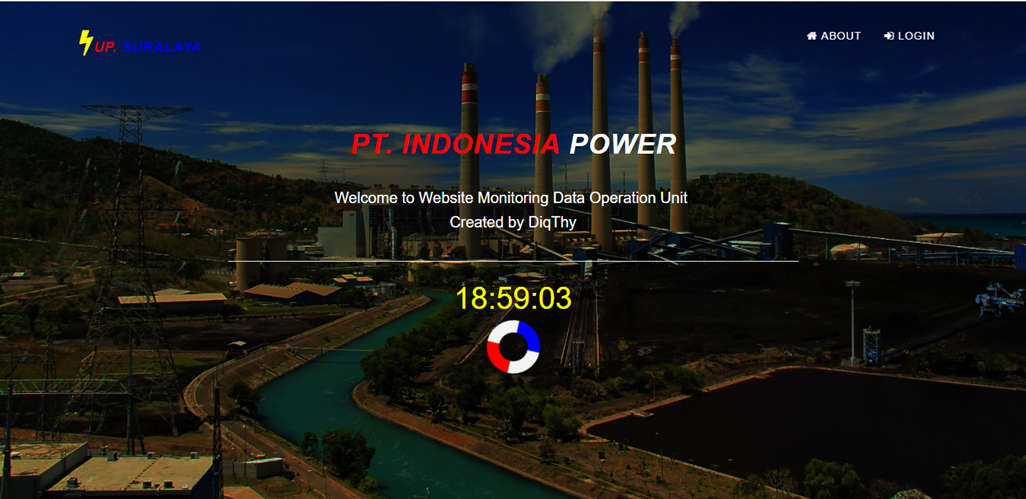 UP. SURALAYA
ABOUT
LOGIN
PT. INDONESIA POWER
Welcome to Website Monitoring Data Operation Unit
Created by DiqThy
18:59:03